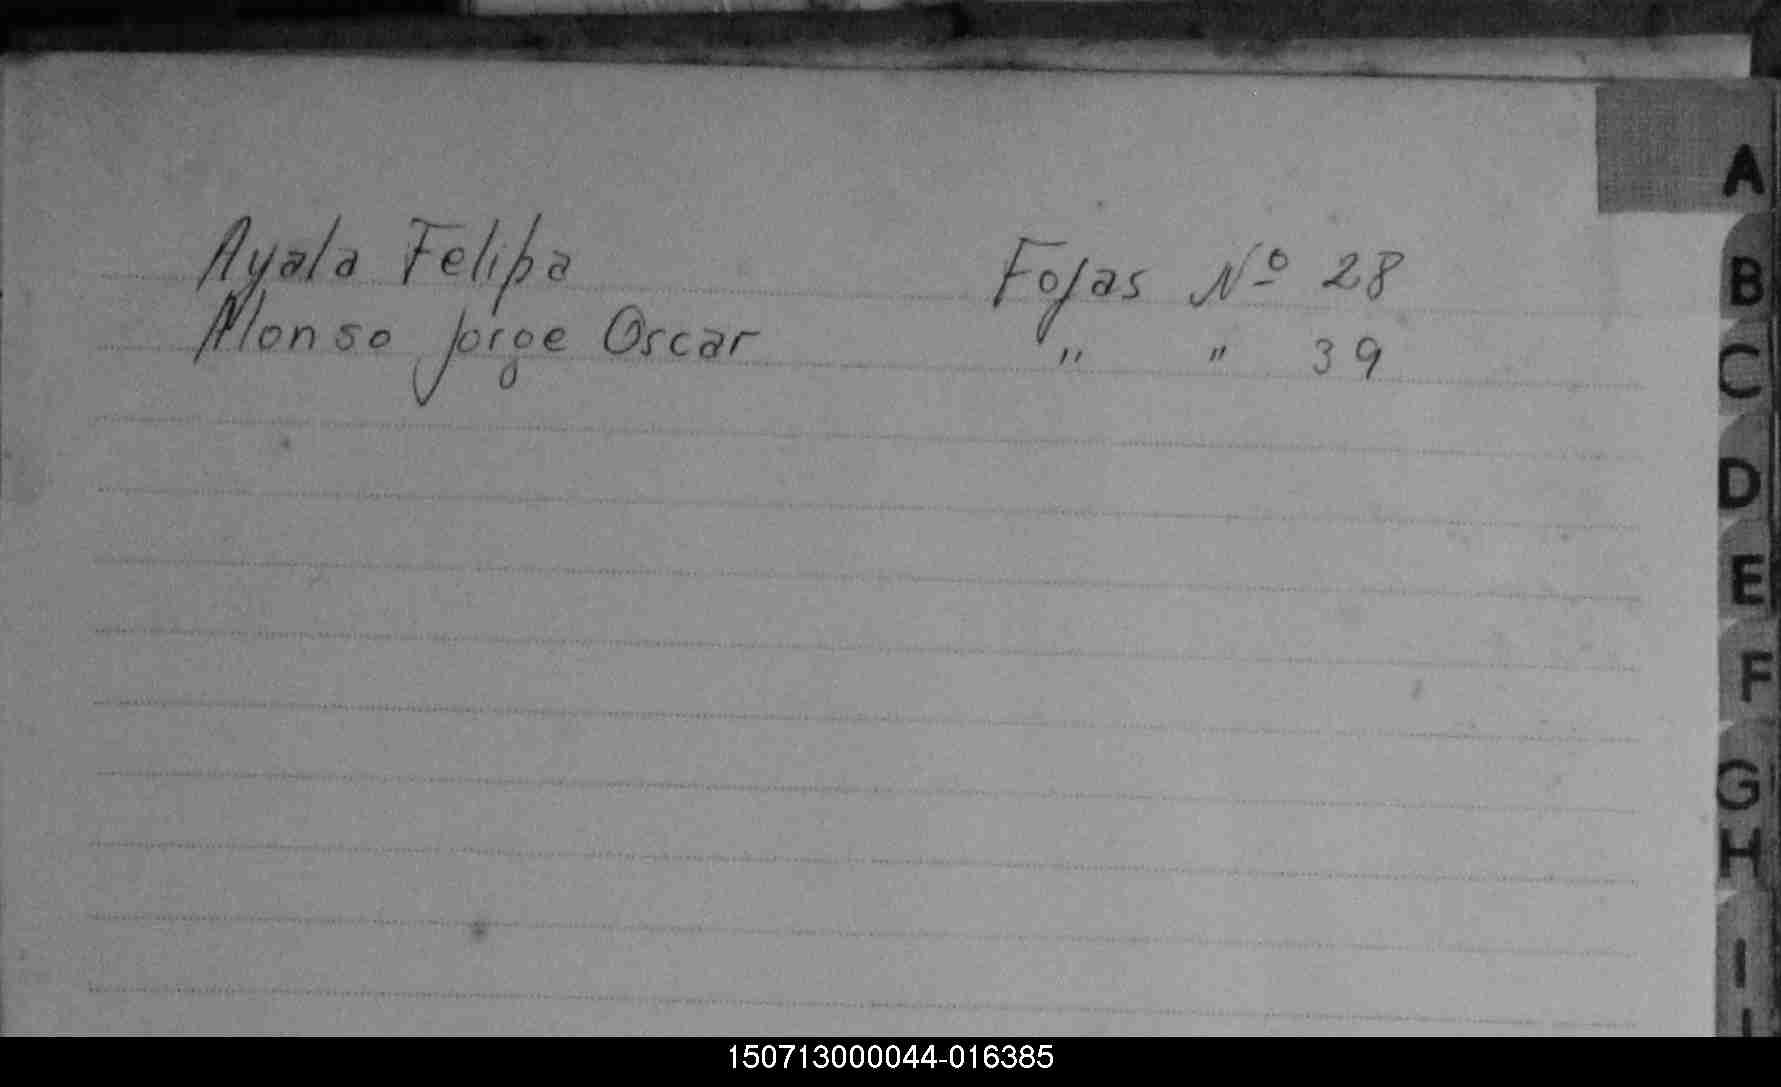 A
Ayala Felipa Fojas Nº 28
Alonso Jorge Oscar " " 39
B
C
D
E
F
G
H
I
150713000044-016385